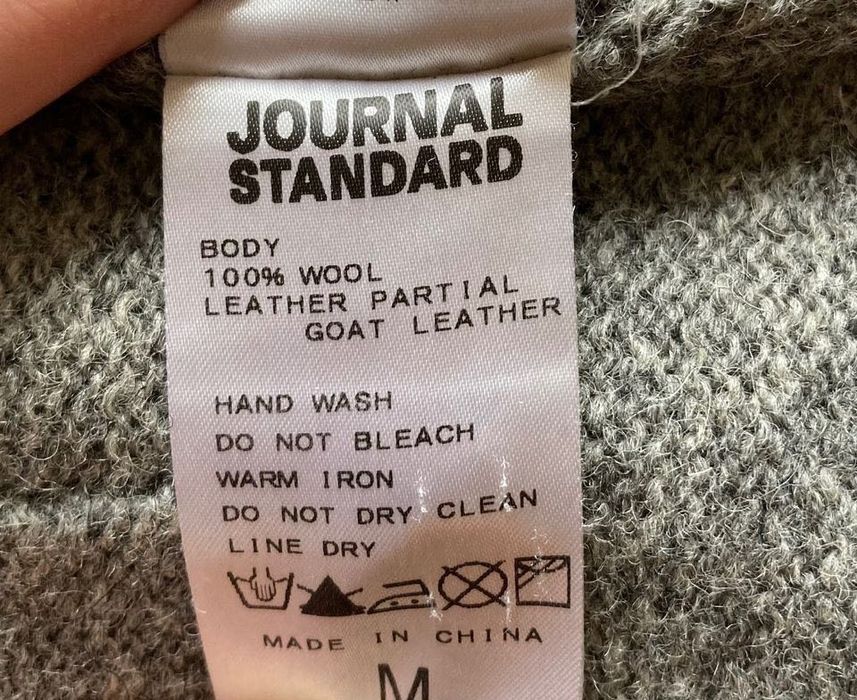 JOURNAL
STANDARD
BODY
100% WOOL
LEATHER PARTIAL
GOAT LEATHER
HAND WASH
DO NOT BLEACH
WARM IRON
DO NOT DRY CLEAN
LINE DRY
MADE IN CHINA
M